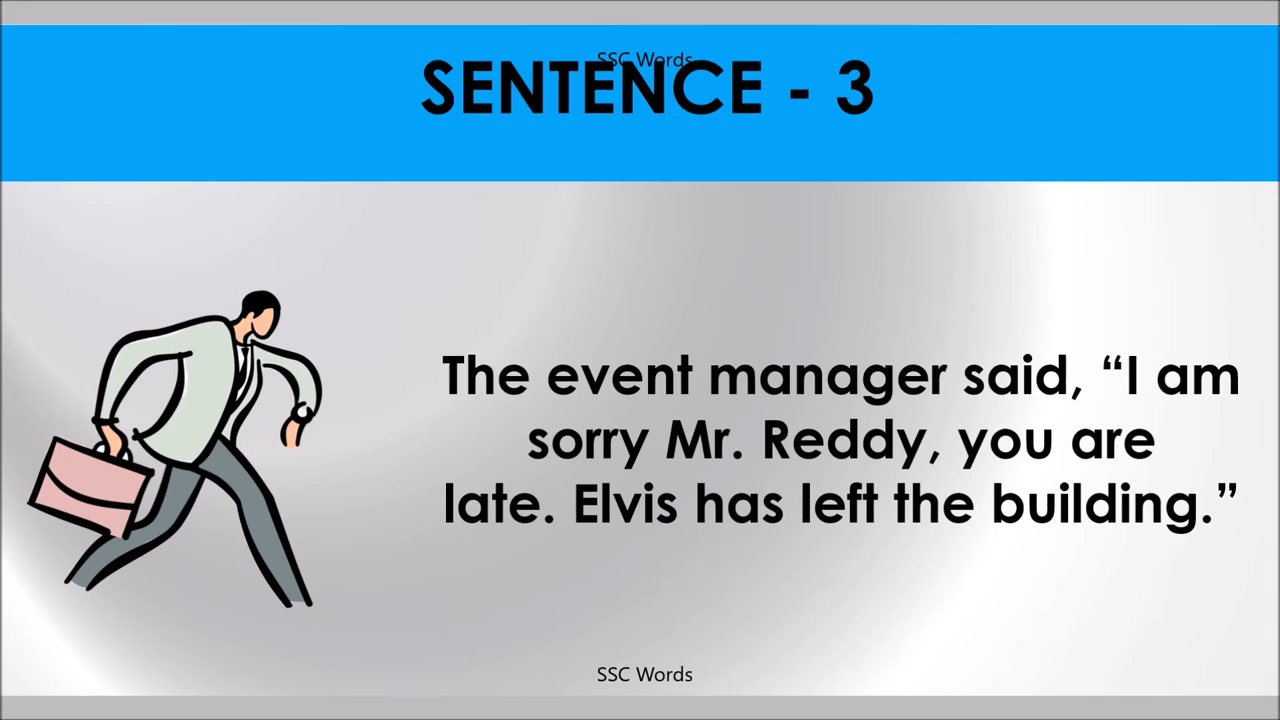 SSC Words
SENTENCE - 3
The event manager said, “I am
sorry Mr. Reddy, you are
late. Elvis has left the building.”
SSC Words